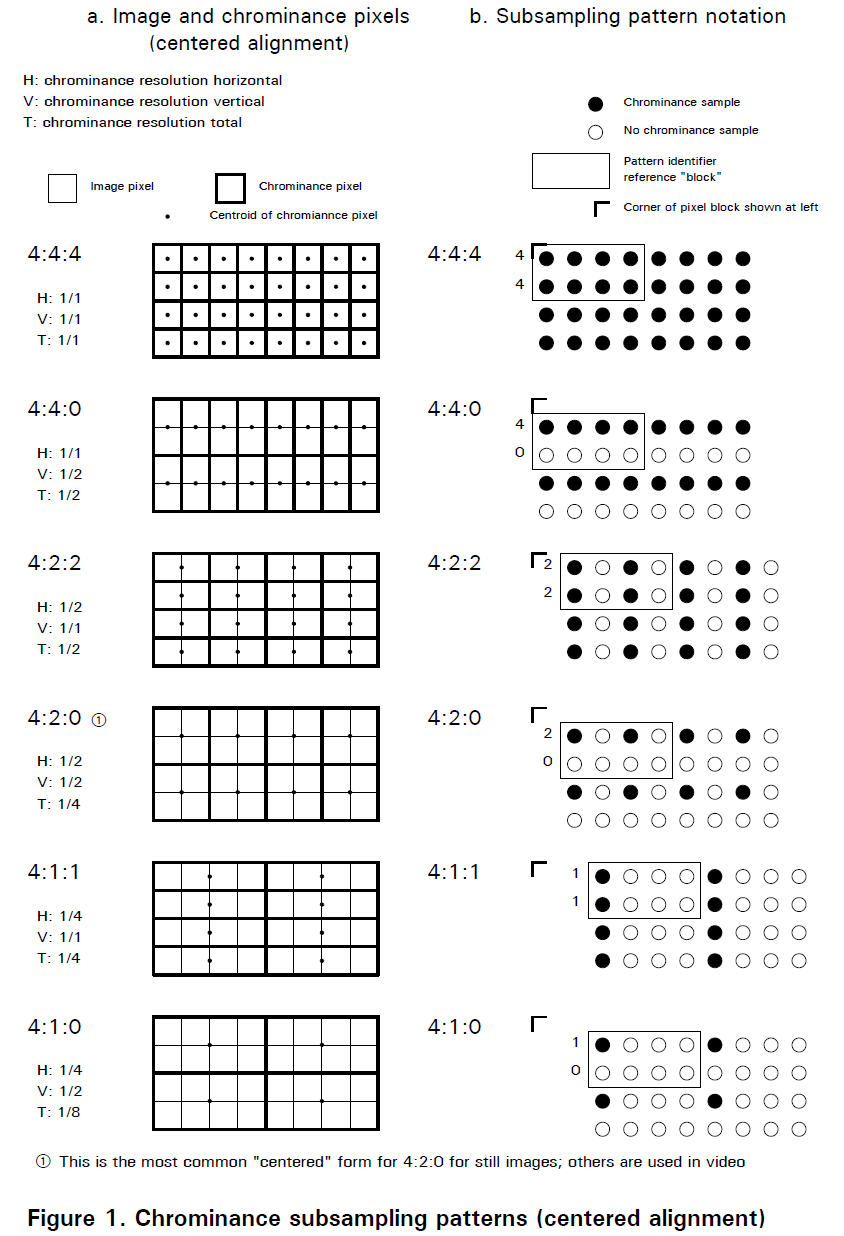 a. Image and chrominance pixels
(centered alignment)
b. Subsampling pattern notation
H: chrominance resolution horizontal
V: chrominance resolution vertical
T: chrominance resolution total
Chrominance sample
No chrominance sample
Pattern identifier
reference "block"
Corner of pixel block shown at left
Image pixel
Chrominance pixel
Centroid of chromiannce pixel
4:4:4
H: 1/1
V: 1/1
T: 1/1
4:4:4
4
4
4:4:0
H: 1/1
V: 1/2
T: 1/2
4:4:0
4
0
4:2:2
H: 1/2
V: 1/1
T: 1/2
4:2:2
2
2
4:2:0 ①
H: 1/2
V: 1/2
T: 1/4
4:2:0
2
0
4:1:1
H: 1/4
V: 1/1
T: 1/4
4:1:1
1
1
4:1:0
H: 1/4
V: 1/2
T: 1/8
4:1:0
1
0
① This is the most common "centered" form for 4:2:0 for still images; others are used in video
Figure 1. Chrominance subsampling patterns (centered alignment)